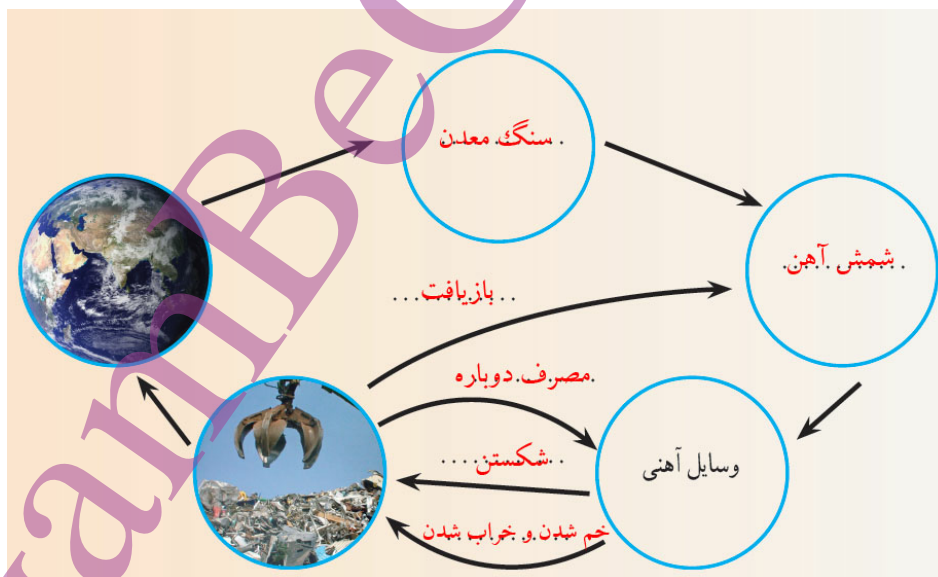 سنگ معدن
شمش آهن
بازیافت
مصرف دوباره
وسایل آهنی
شکستن
خم شدن و خراب شدن